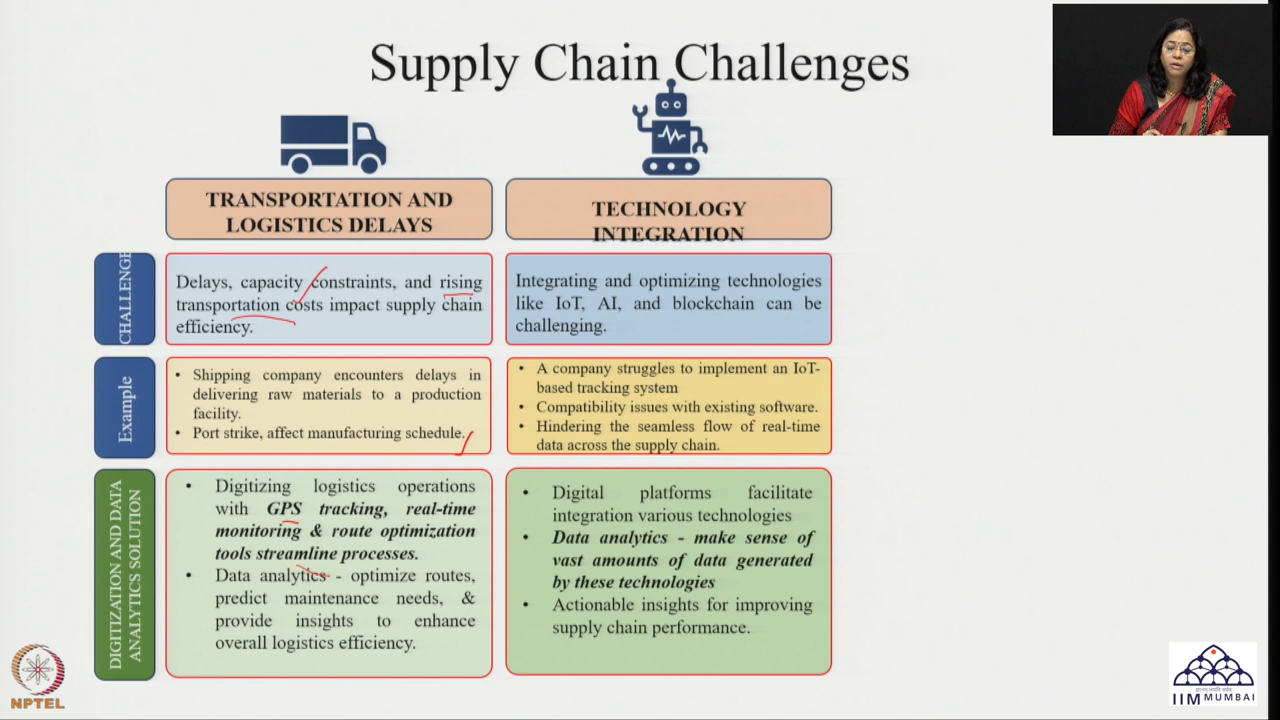 Supply Chain Challenges
TRANSPORTATION AND
LOGISTICS DELAYS
TECHNOLOGY
INTEGRATION
CHALLENGE
Delays, capacity constraints, and rising
transportation costs impact supply chain
efficiency.
Integrating and optimizing technologies
like IoT, AI, and blockchain can be
challenging.
Example
• Shipping company encounters delays in
delivering raw materials to a production
facility.
• Port strike, affect manufacturing schedule.
• A company struggles to implement an IoT-
based tracking system
• Compatibility issues with existing software.
• Hindering the seamless flow of real-time
data across the supply chain.
DIGITIZATION AND DATA
ANALYTICS SOLUTION
• Digitizing logistics operations
with GPS tracking, real-time
monitoring & route optimization
tools streamline processes.
• Data analytics - optimize routes,
predict maintenance needs, &
provide insights to enhance
overall logistics efficiency.
• Digital platforms facilitate
integration various technologies
• Data analytics - make sense of
vast amounts of data generated
by these technologies
• Actionable insights for improving
supply chain performance.
NPTEL
IIM MUMBAI